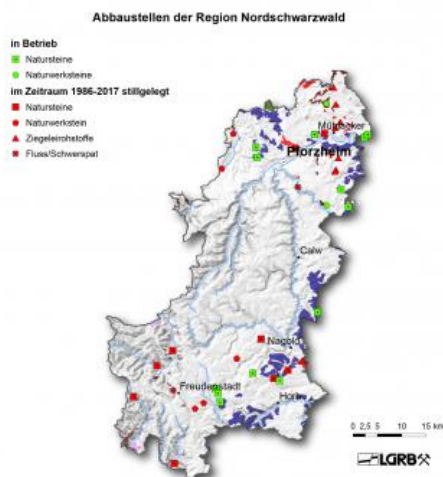 Abbaustellen der Region Nordschwarzwald
in Betrieb
Natursteine
Naturwerksteine
im Zeitraum 1986-2017 stillgelegt
Natursteine
Naturwerkstein
Ziegeleirohstoffe
Fluss/Schwerspat
Mühlacker
Pforzheim
Calw
Nagold
Freudenstadt
Horb
0 2,5 5 10 15 km
LGRB